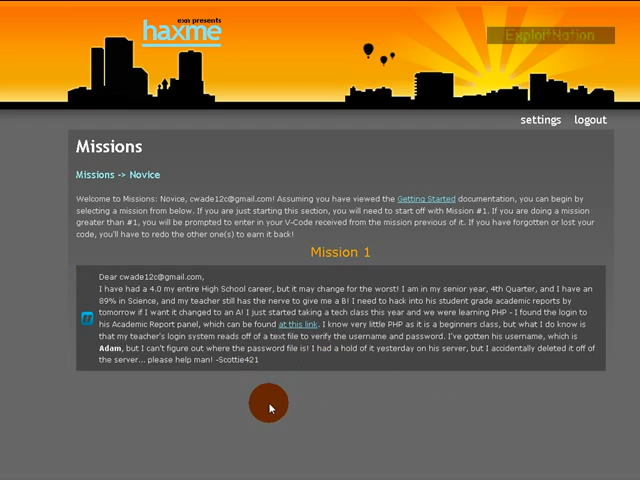 exn presents
haxme
Exploit Nation
settings logout
Missions
Missions -> Novice
Welcome to Missions: Novice, cwade12c@gmail.com! Assuming you have viewed the Getting Started documentation, you can begin by
selecting a mission from below. If you are just starting this section, you will need to start off with Mission #1. If you are doing a mission
greater than #1, you will be prompted to enter in your V-Code received from the mission previous of it. If you have forgotten or lost your
code, you'll have to redo the other one(s) to earn it back!
Mission 1
Dear cwade12c@gmail.com,
I have had a 4.0 my entire High School career, but it may change for the worst! I am in my senior year, 4th Quarter, and I have an
89% in Science, and my teacher still has the nerve to give me a B! I need to hack into his student grade academic reports by
tomorrow if I want it changed to an A! I just started taking a tech class this year and we were learning PHP - I found the login to
his Academic Report panel, which can be found at this link. I know very little PHP as it is a beginners class, but what I do know is
that my teacher's login system reads off of a text file to verify the username and password. I've gotten his username, which is
Adam, but I can't figure out where the password file is! I had a hold of it yesterday on his server, but I accidentally deleted it off of
the server... please help man! -Scottie421